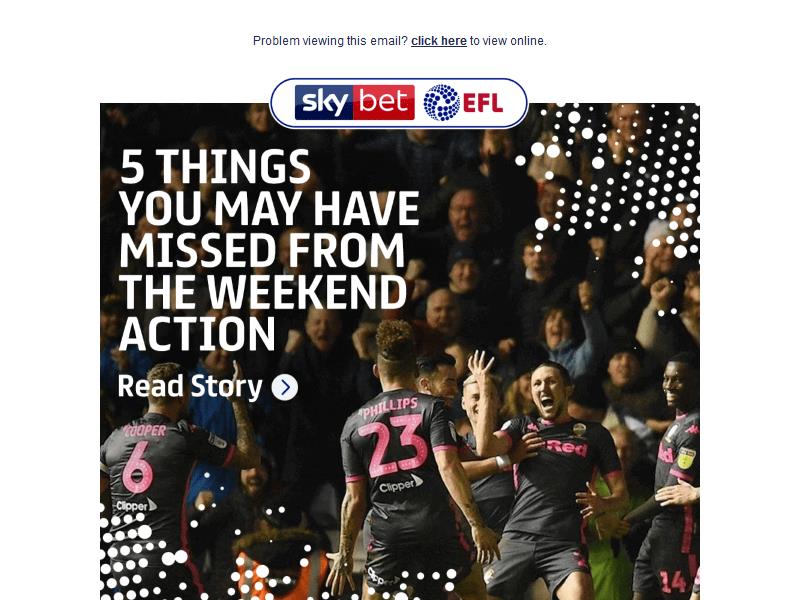 Problem viewing this email? click here to view online.
sky bet EFL
5 THINGS
YOU MAY HAVE
MISSED FROM
THE WEEKEND
ACTION
Read Story
PHILLIPS
23
Clipper
COOPER
6
Clipper
Red
Clipper
14